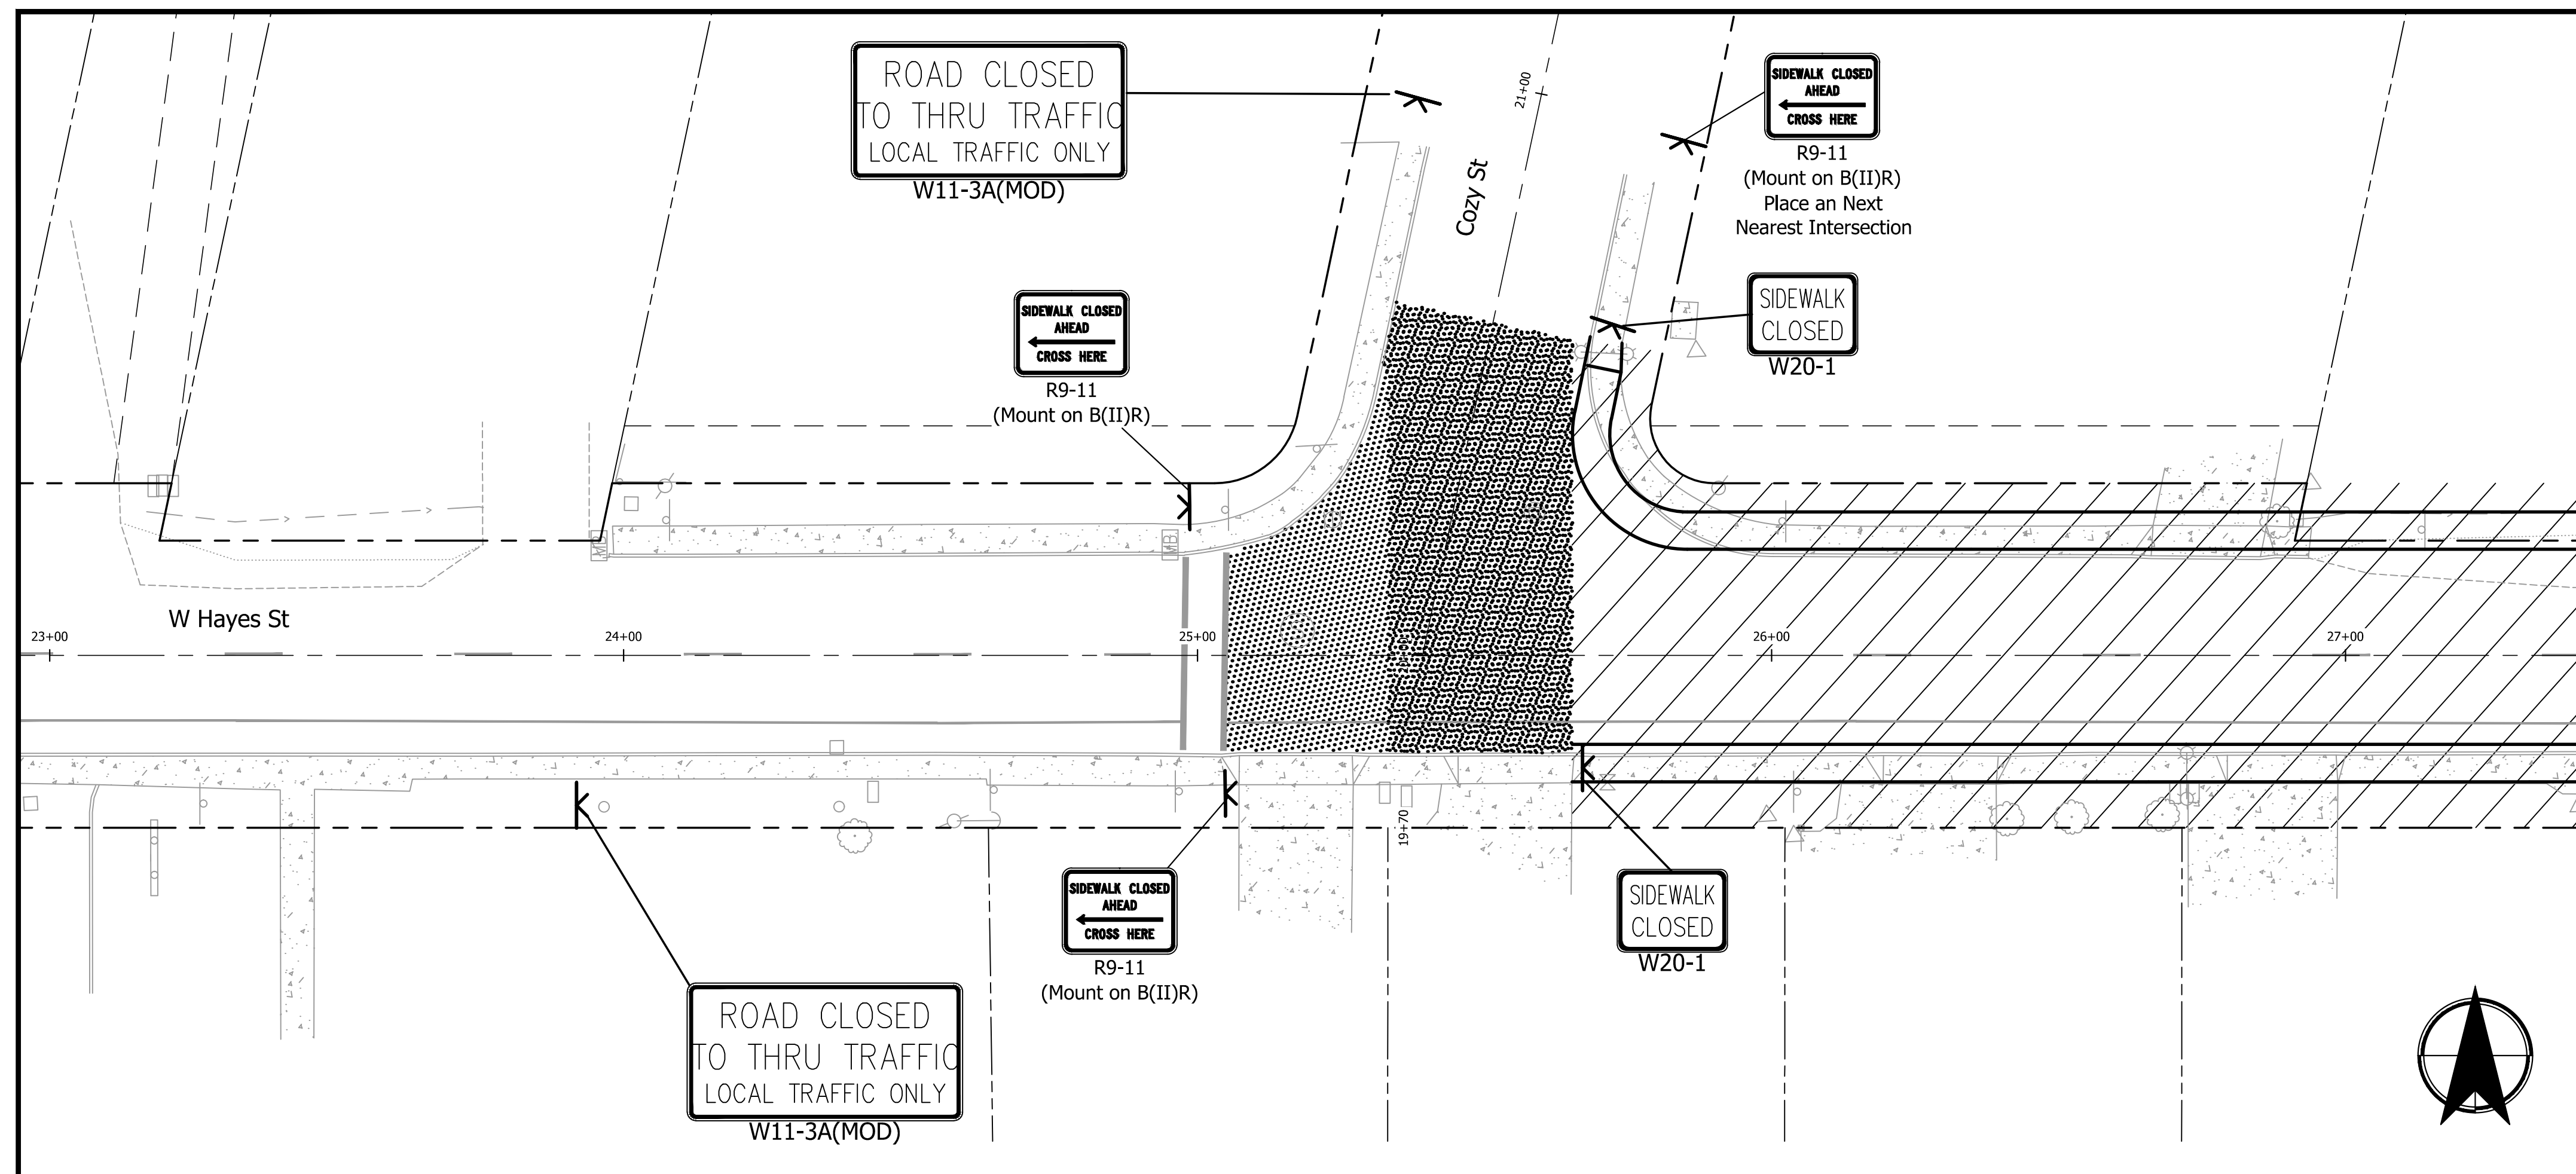 ROAD CLOSED
TO THRU TRAFFIC
LOCAL TRAFFIC ONLY
W11-3A(MOD)
21+00
Cozy St
SIDEWALK CLOSED
AHEAD
CROSS HERE
R9-11
(Mount on B(II)R)
Place an Next
Nearest Intersection
SIDEWALK CLOSED
AHEAD
CROSS HERE
R9-11
(Mount on B(II)R)
SIDEWALK
CLOSED
W20-1
MB
MB
W Hayes St
23+00
24+00
25+00
26+00
27+00
19+70
SIDEWALK CLOSED
AHEAD
CROSS HERE
R9-11
(Mount on B(II)R)
SIDEWALK
CLOSED
W20-1
ROAD CLOSED
TO THRU TRAFFIC
LOCAL TRAFFIC ONLY
W11-3A(MOD)